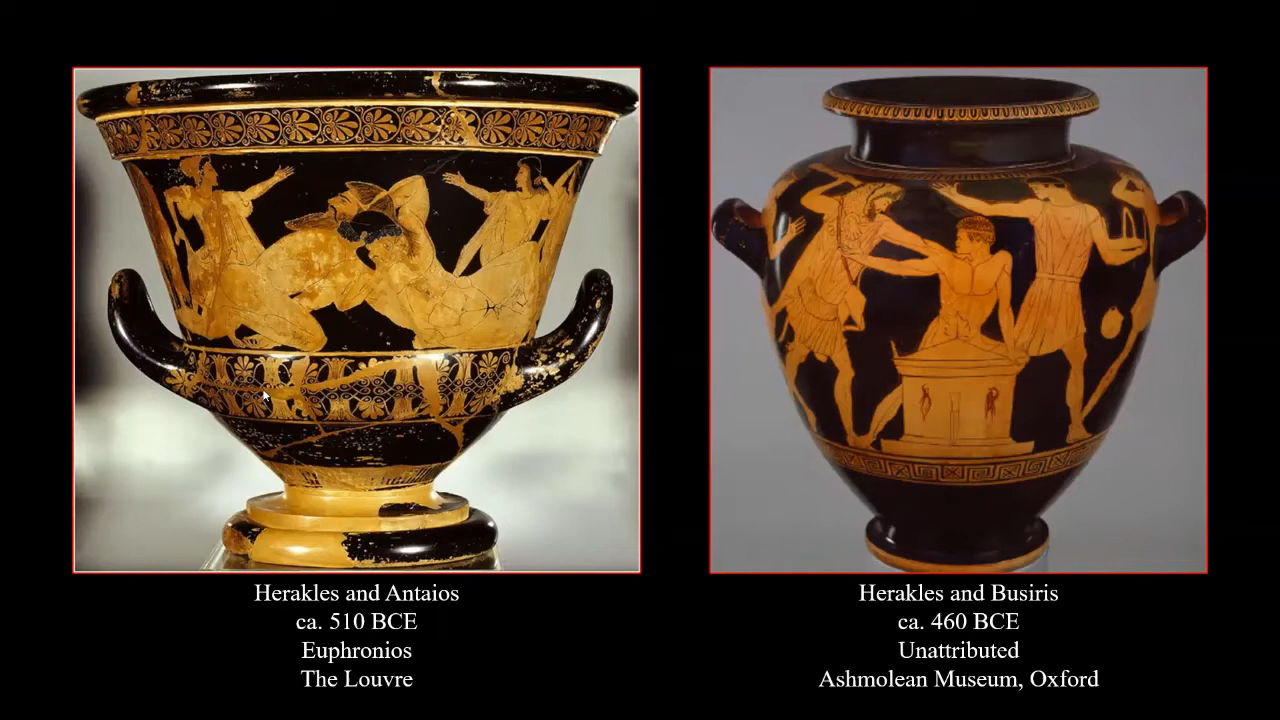 Herakles and Antaios
ca. 510 BCE
Euphronios
The Louvre
Herakles and Busiris
ca. 460 BCE
Unattributed
Ashmolean Museum, Oxford